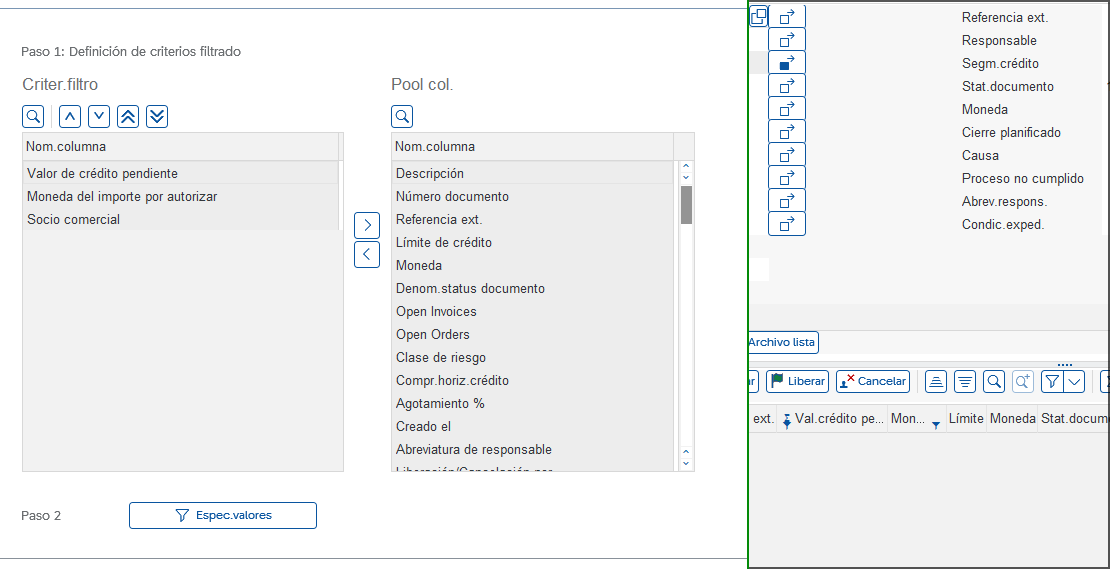 Paso 1: Definición de criterios filtrado
Criter.filtro
Nom.columna
Valor de crédito pendiente
Moneda del importe por autorizar
Socio comercial
Pool col.
Nom.columna
Descripción
Número documento
Referencia ext.
Límite de crédito
Moneda
Denom.status documento
Open Invoices
Open Orders
Clase de riesgo
Compr.horiz.crédito
Agotamiento %
Creado el
Abreviatura de responsable
Paso 2
Espec.valores
Referencia ext.
Responsable
Segm.crédito
Stat.documento
Moneda
Cierre planificado
Causa
Proceso no cumplido
Abrev.respons.
Condic.exped.
Archivo lista
Liberar Cancelar
ext. Val.crédito pe... Mon... Límite Moneda Stat.docum